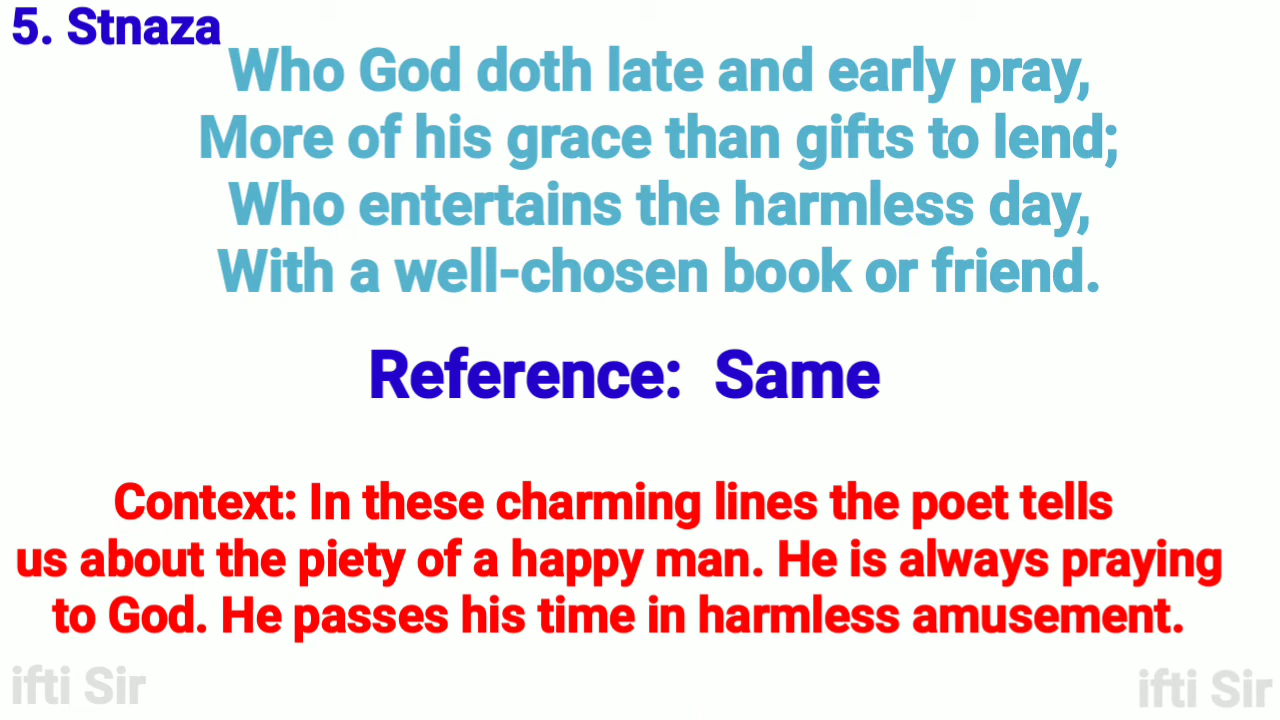 5. Stnaza
Who God doth late and early pray,
More of his grace than gifts to lend;
Who entertains the harmless day,
With a well-chosen book or friend.
Reference: Same
Context: In these charming lines the poet tells
us about the piety of a happy man. He is always praying
to God. He passes his time in harmless amusement.
ifti Sir
ifti Sir